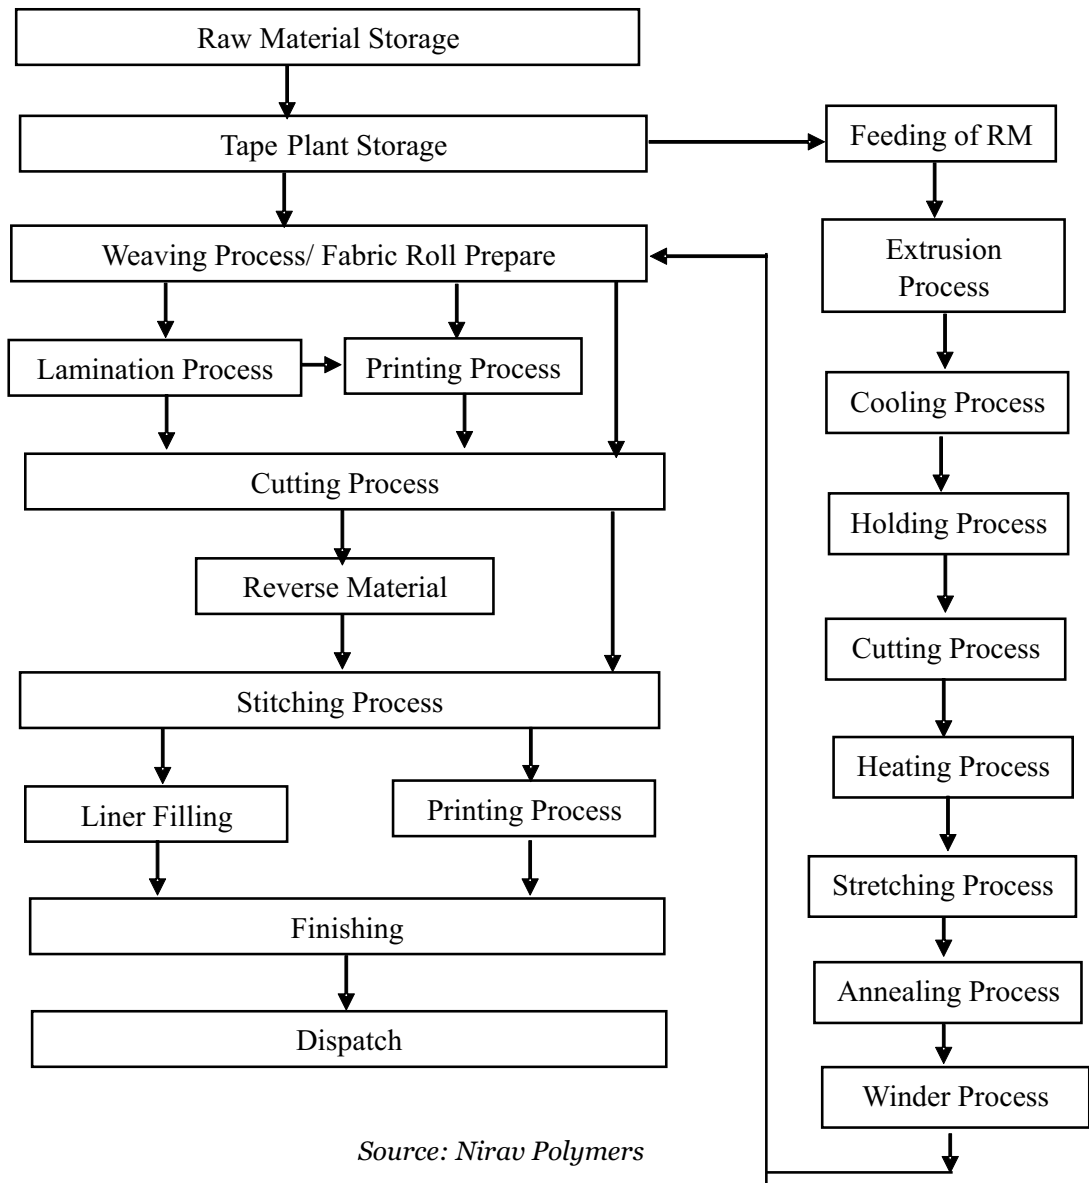 Raw Material Storage
Tape Plant Storage
Weaving Process/ Fabric Roll Prepare
Lamination Process
Printing Process
Cutting Process
Reverse Material
Stitching Process
Liner Filling
Printing Process
Finishing
Dispatch
Feeding of RM
Extrusion
Process
Cooling Process
Holding Process
Cutting Process
Heating Process
Stretching Process
Annealing Process
Winder Process
Source: Nirav Polymers